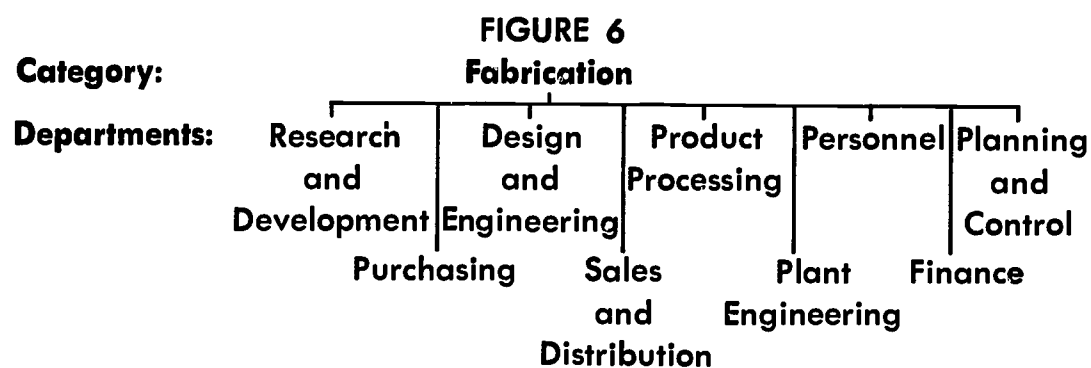 FIGURE 6
Category: Fabrication
Departments: Research Design Product Personnel Planning
and and Processing and
Development Engineering Control
Purchasing Sales Plant Finance
and Engineering
Distribution